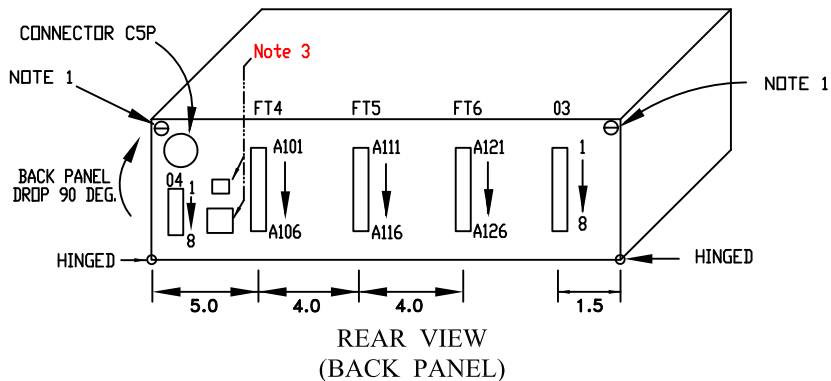 CONNECTOR C5P
Note 3
NOTE 1
NOTE 1
FT4
FT5
FT6
03
A101
A111
A121
1
BACK PANEL
DROP 90 DEG.
04
1
8
A106
A116
A126
8
HINGED
HINGED
5.0
4.0
4.0
1.5
REAR VIEW
(BACK PANEL)